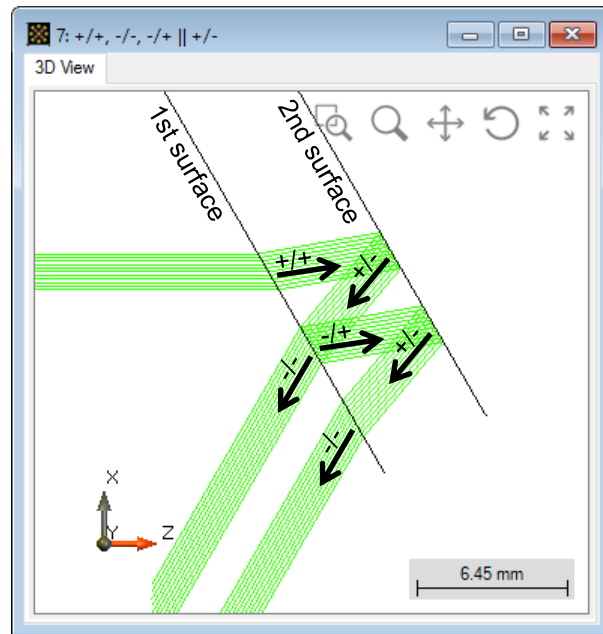 7: +/+, -/-, -/+ || +/-
3D View
1st surface
2nd surface
+/+
+/-
-/+
+/-
-/-
-/-
X
Y
Z
6.45 mm